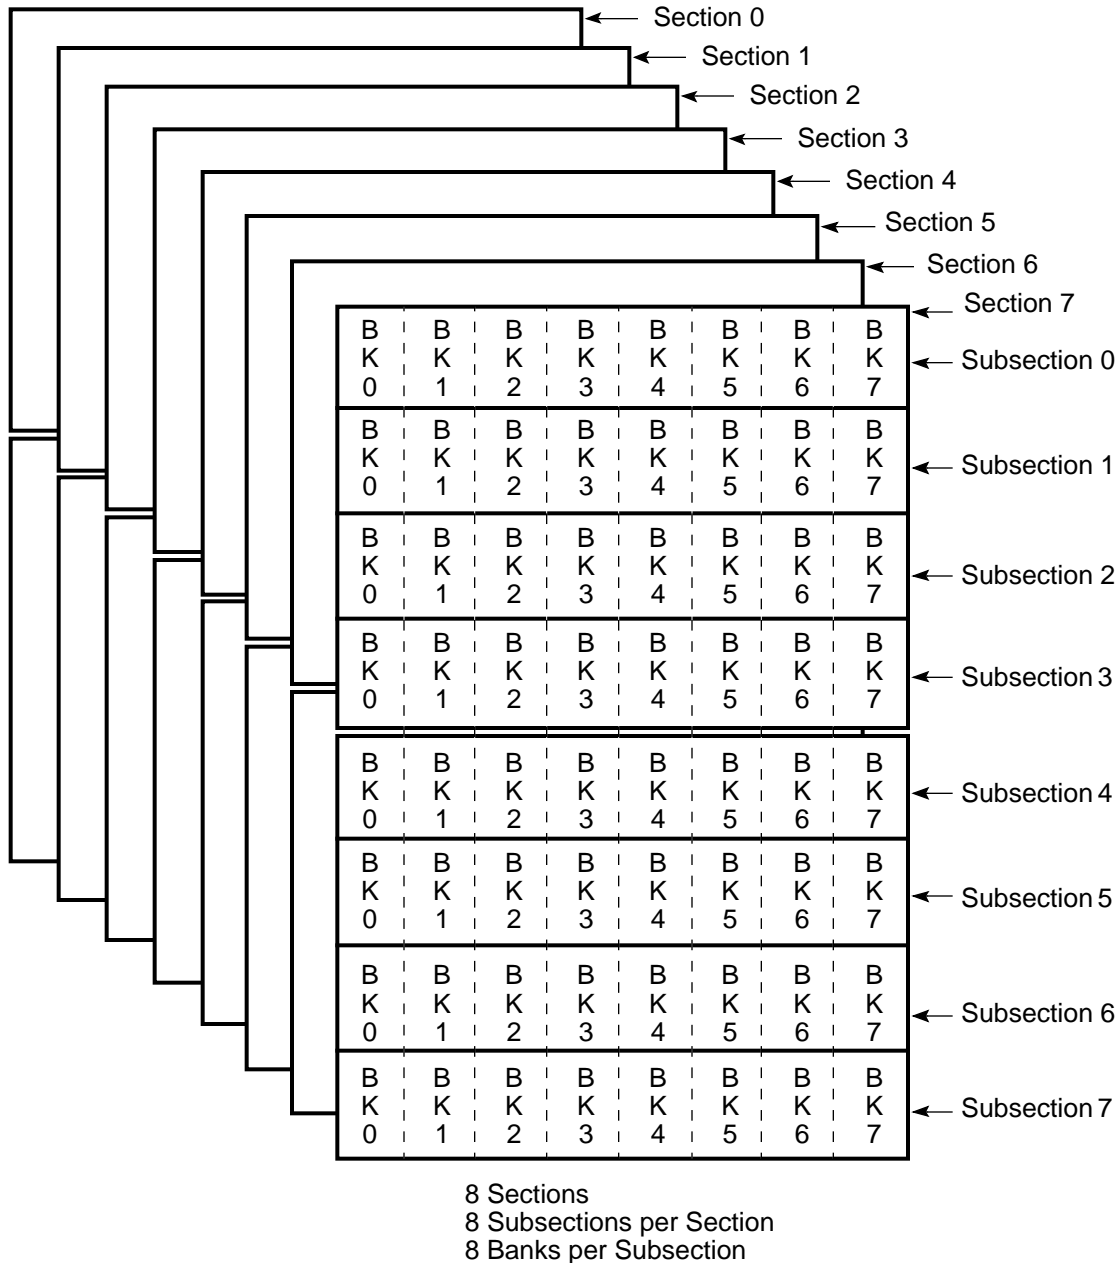 Section 0
Section 1
Section 2
Section 3
Section 4
Section 5
Section 6
Section 7
B B B B B B B B
K K K K K K K K
0 1 2 3 4 5 6 7
Subsection 0
B B B B B B B B
K K K K K K K K
0 1 2 3 4 5 6 7
Subsection 1
B B B B B B B B
K K K K K K K K
0 1 2 3 4 5 6 7
Subsection 2
B B B B B B B B
K K K K K K K K
0 1 2 3 4 5 6 7
Subsection 3
B B B B B B B B
K K K K K K K K
0 1 2 3 4 5 6 7
Subsection 4
B B B B B B B B
K K K K K K K K
0 1 2 3 4 5 6 7
Subsection 5
B B B B B B B B
K K K K K K K K
0 1 2 3 4 5 6 7
Subsection 6
B B B B B B B B
K K K K K K K K
0 1 2 3 4 5 6 7
Subsection 7
8 Sections
8 Subsections per Section
8 Banks per Subsection